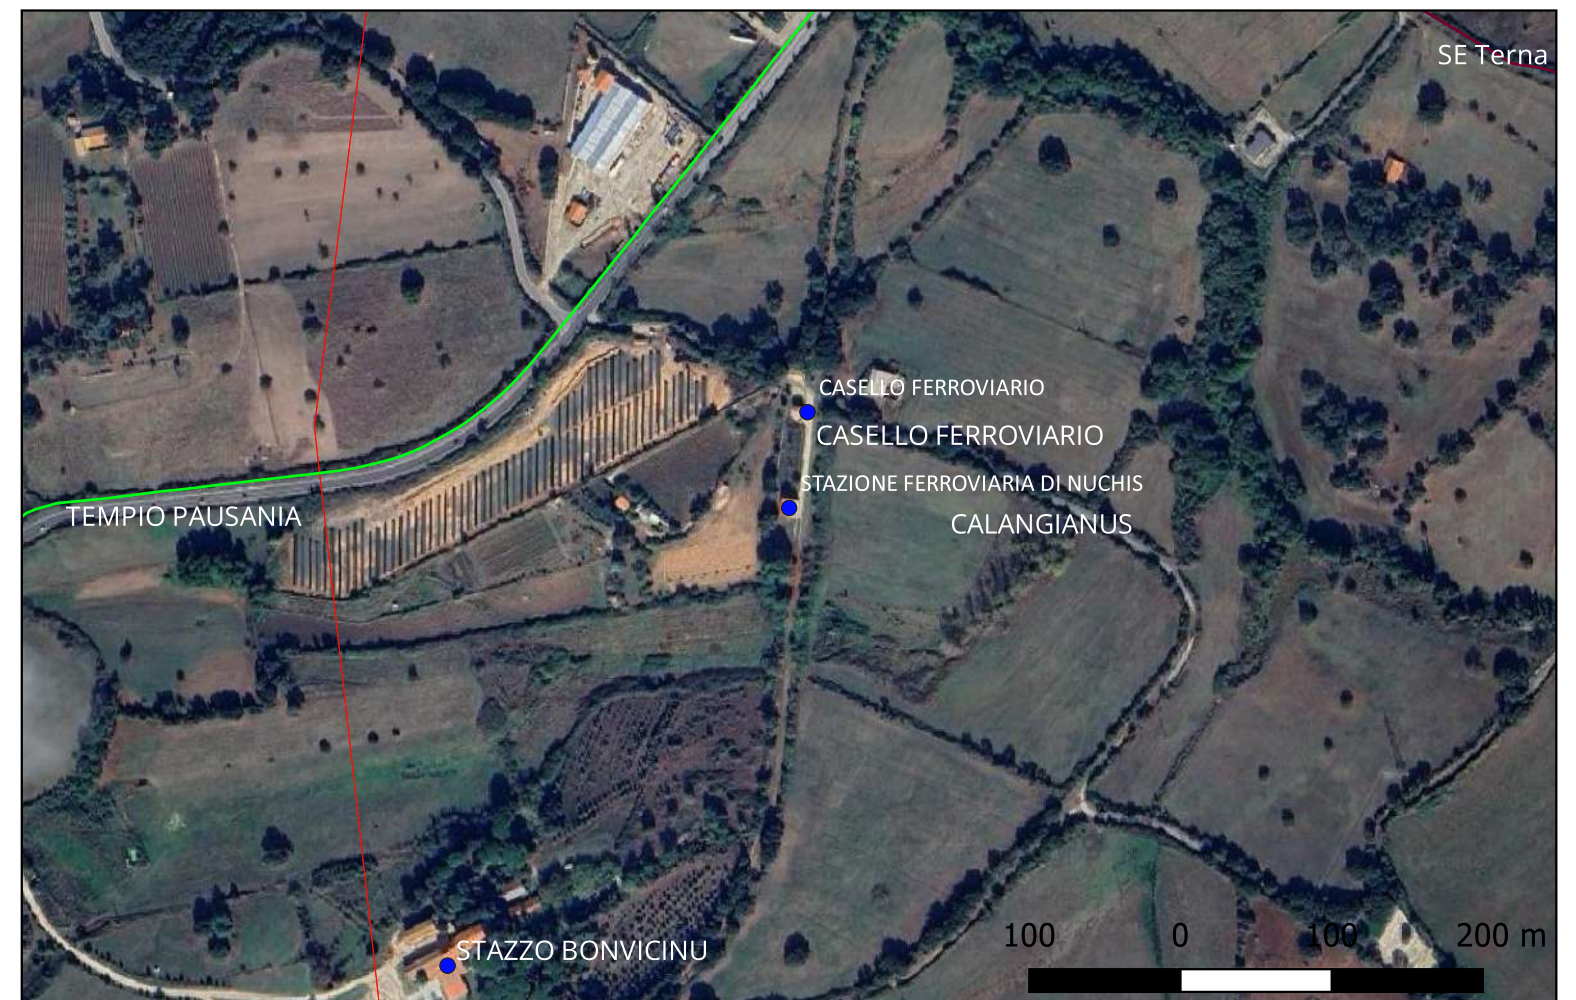 SE Terna
CASELLO FERROVIARIO
CASELLO FERROVIARIO
STAZIONE FERROVIARIA DI NUCHIS
TEMPIO PAUSANIA
CALANGIANUS
STAZZO BONVICINU
100 0 100 200 m